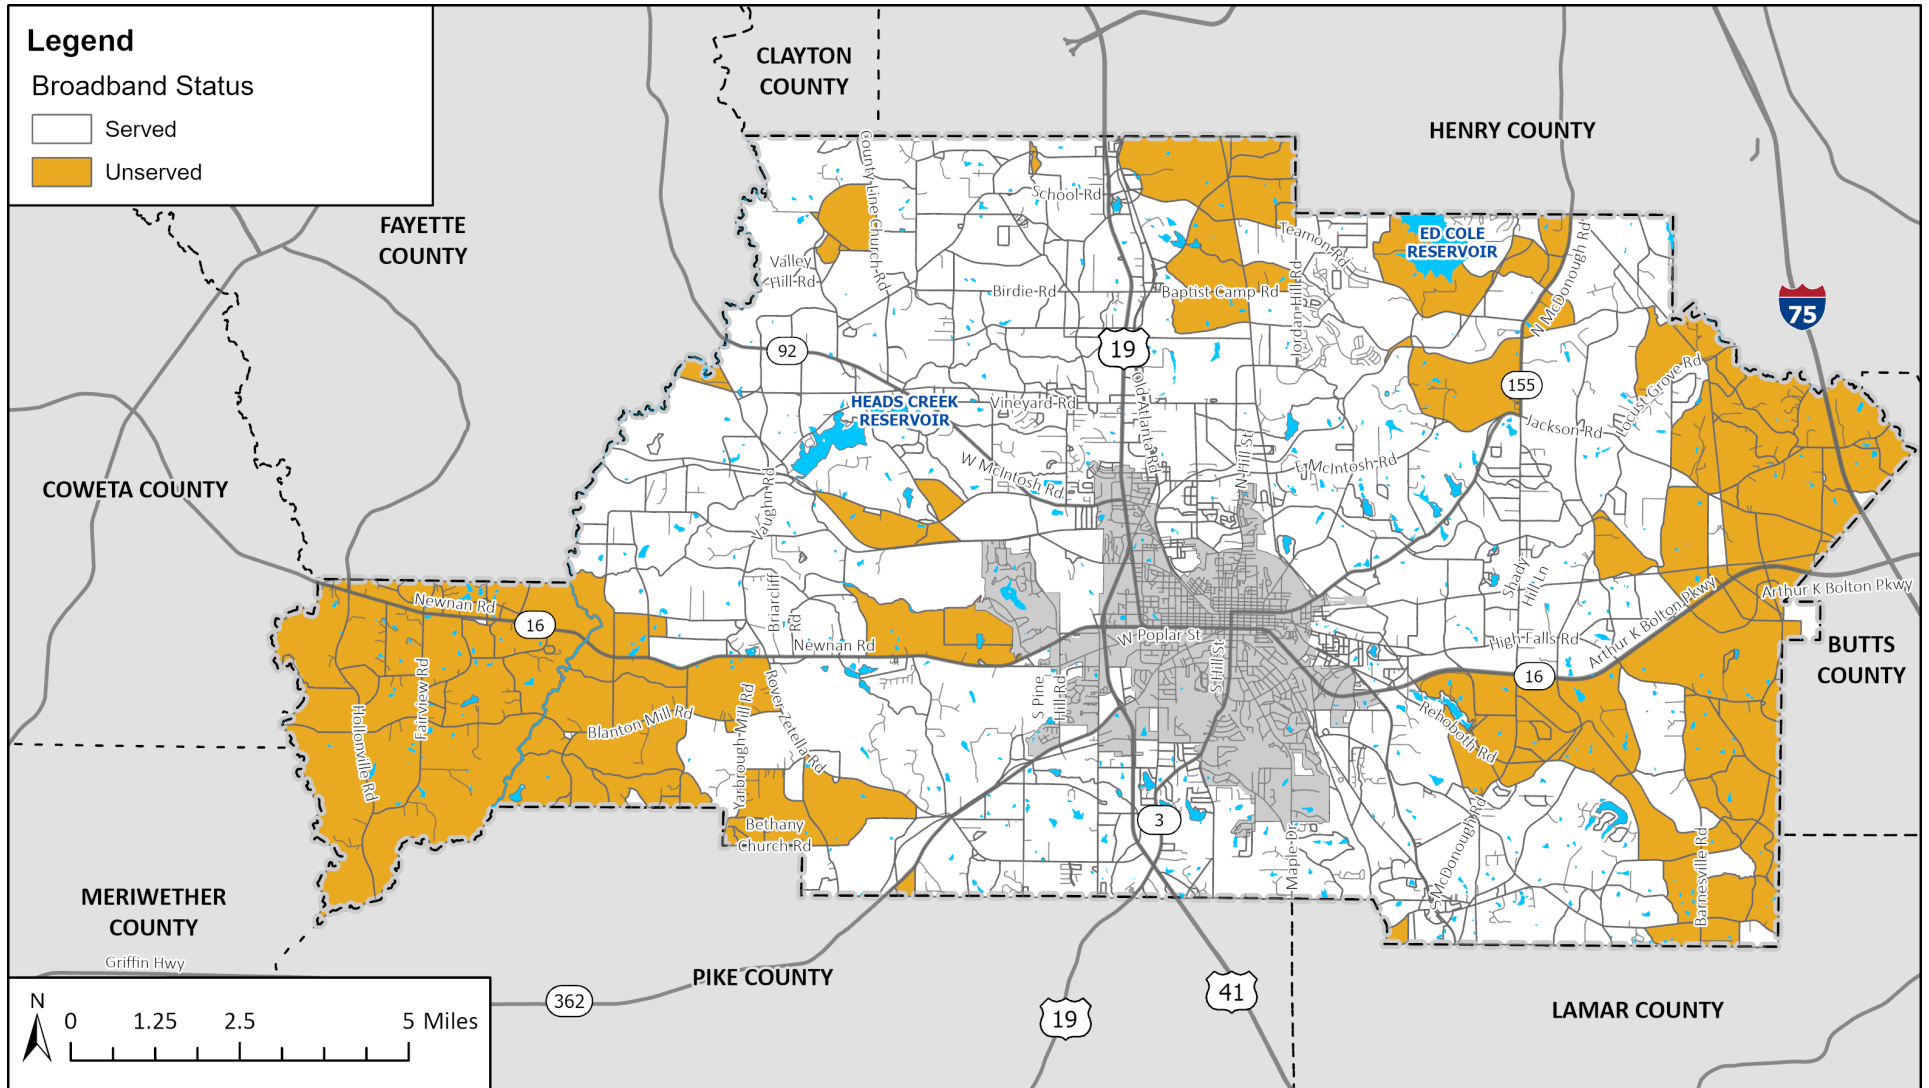 Legend
Broadband Status
Served
Unserved
CLAYTON
COUNTY
HENRY COUNTY
FAYETTE
COUNTY
COWETA COUNTY
MERIWETHER
COUNTY
PIKE COUNTY
LAMAR COUNTY
BUTTS
COUNTY
County Line Church Rd
School Rd
Teamon Rd
ED COLE
RESERVOIR
Valley
Hill Rd
Birdie Rd
Baptist Camp Rd
Jordan Hill Rd
N McDonough Rd
75
92
19
155
HEADS CREEK
RESERVOIR
Vineyard Rd
Old Atlanta Rd
Locust Grove Rd
Jackson Rd
W McIntosh Rd
N Hill St
E McIntosh Rd
Vaughn Rd
Shady
Hill Ln
Arthur K Bolton Pkwy
Arthur K Bolton Pkwy
Newnan Rd
16
Briarcliff
Rd
Newnan Rd
W Poplar St
S Hill St
High Falls Rd
16
Fairview Rd
Hollonville Rd
Blanton Mill Rd
Yarbrough Mill Rd
Rover Zetella Rd
S Pine
Hill Rd
Rehoboth Rd
Bethany
Church Rd
3
Maple Dr
S McDonough Rd
Barnesville Rd
Griffin Hwy
362
19
41
N
0 1.25 2.5 5 Miles